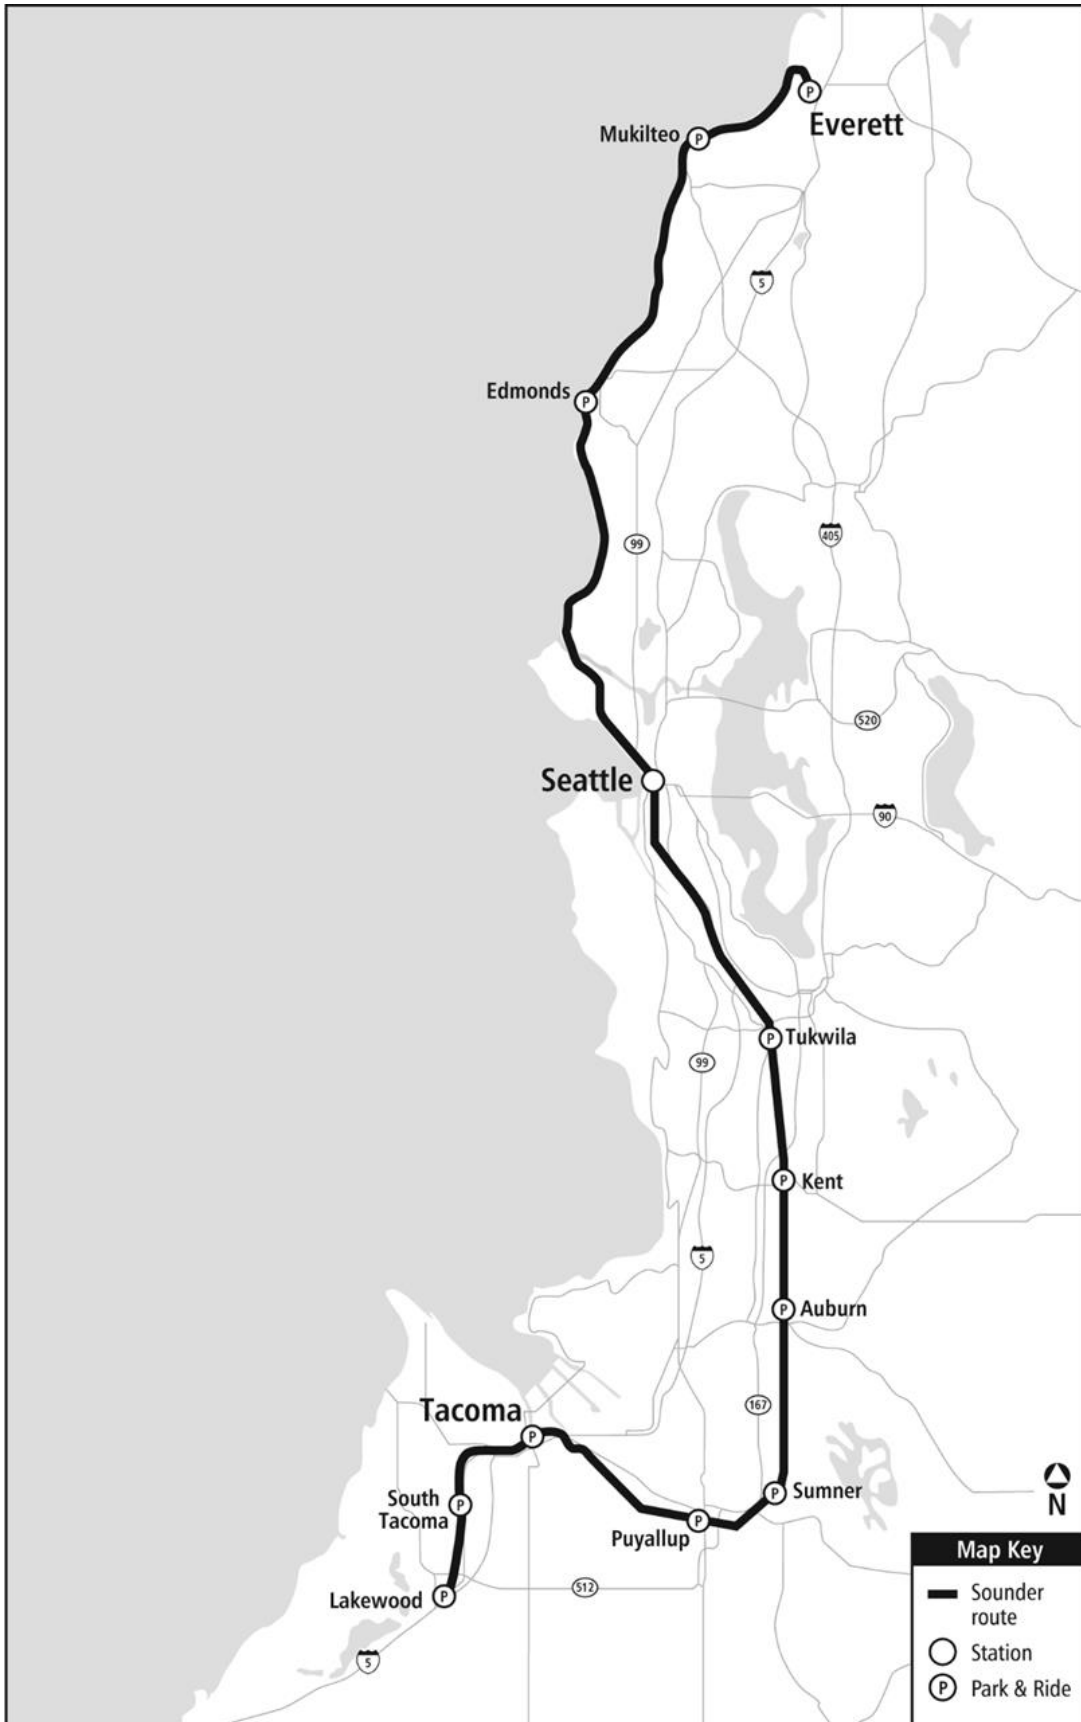 P
Everett
Mukilteo
P
5
Edmonds
P
99
405
520
Seattle
90
P
Tukwila
99
P
Kent
5
P
Auburn
167
Tacoma
P
P
Sumner
N
South
Tacoma
P
P
Puyallup
512
Lakewood
P
5
Map Key
Sounder
route
Station
P
Park & Ride